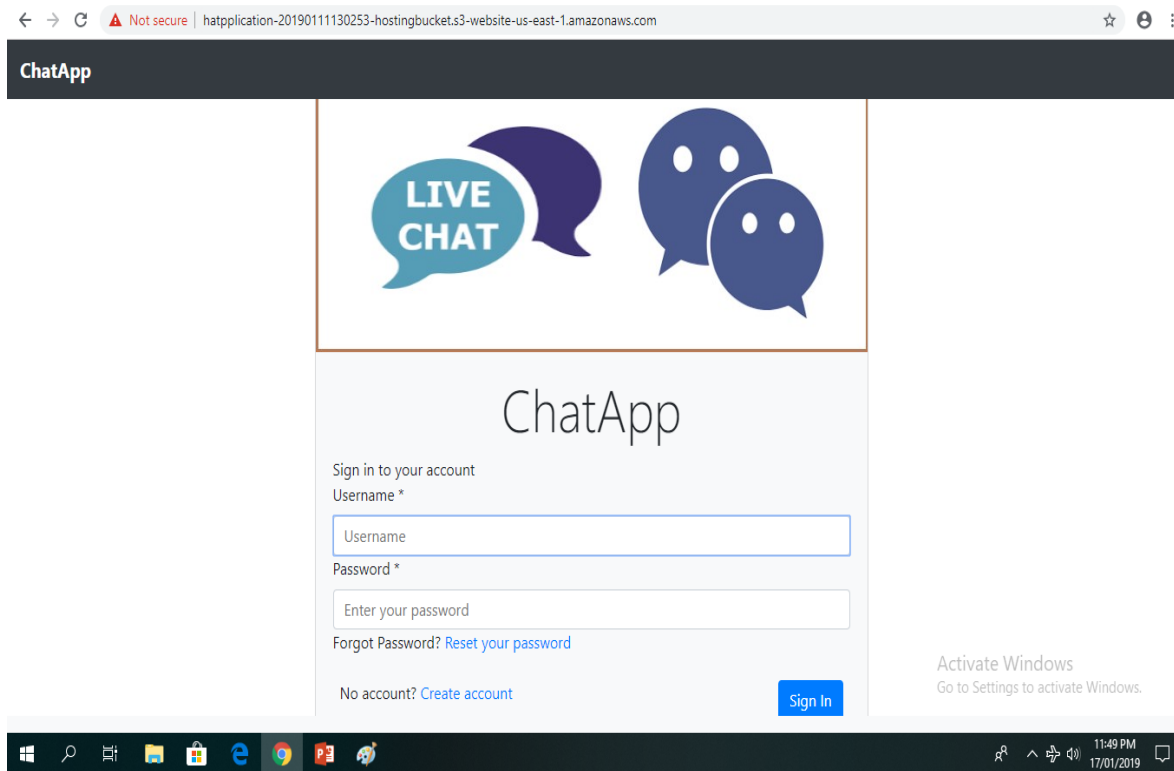 Not secure | hatpplication-20190111130253-hostingbucket.s3-website-us-east-1.amazonaws.com
ChatApp
LIVE
CHAT
ChatApp
Sign in to your account
Username *
Username
Password *
Enter your password
Forgot Password? Reset your password
No account? Create account
Sign In
Activate Windows
Go to Settings to activate Windows.
11:49 PM
17/01/2019